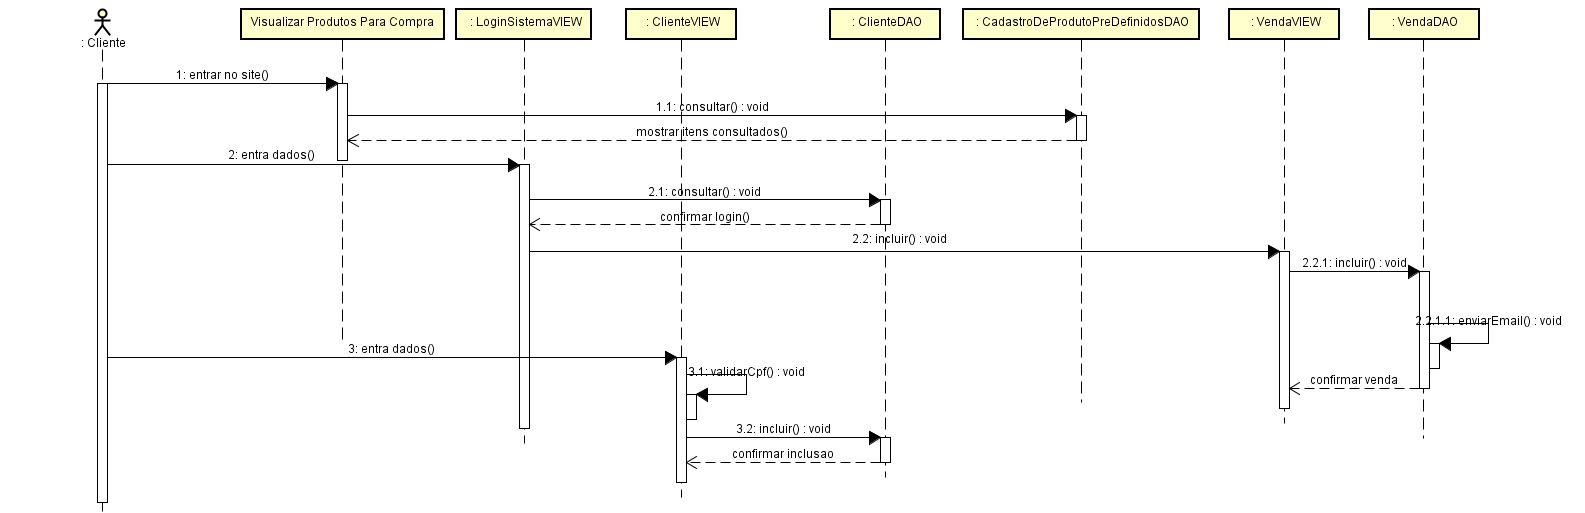 : Cliente
Visualizar Produtos Para Compra
: LoginSistemaVIEW
: ClienteVIEW
: ClienteDAO
: CadastroDeProdutoPreDefinidosDAO
: VendaVIEW
: VendaDAO
1: entrar no site()
1.1: consultar() : void
mostrar itens consultados()
2: entra dados()
2.1: consultar() : void
confirmar login()
2.2: incluir() : void
2.2.1: incluir() : void
2.2.1.1: enviarEmail() : void
3: entra dados()
3.1: validarCpf() : void
confirmar venda
3.2: incluir() : void
confirmar inclusao